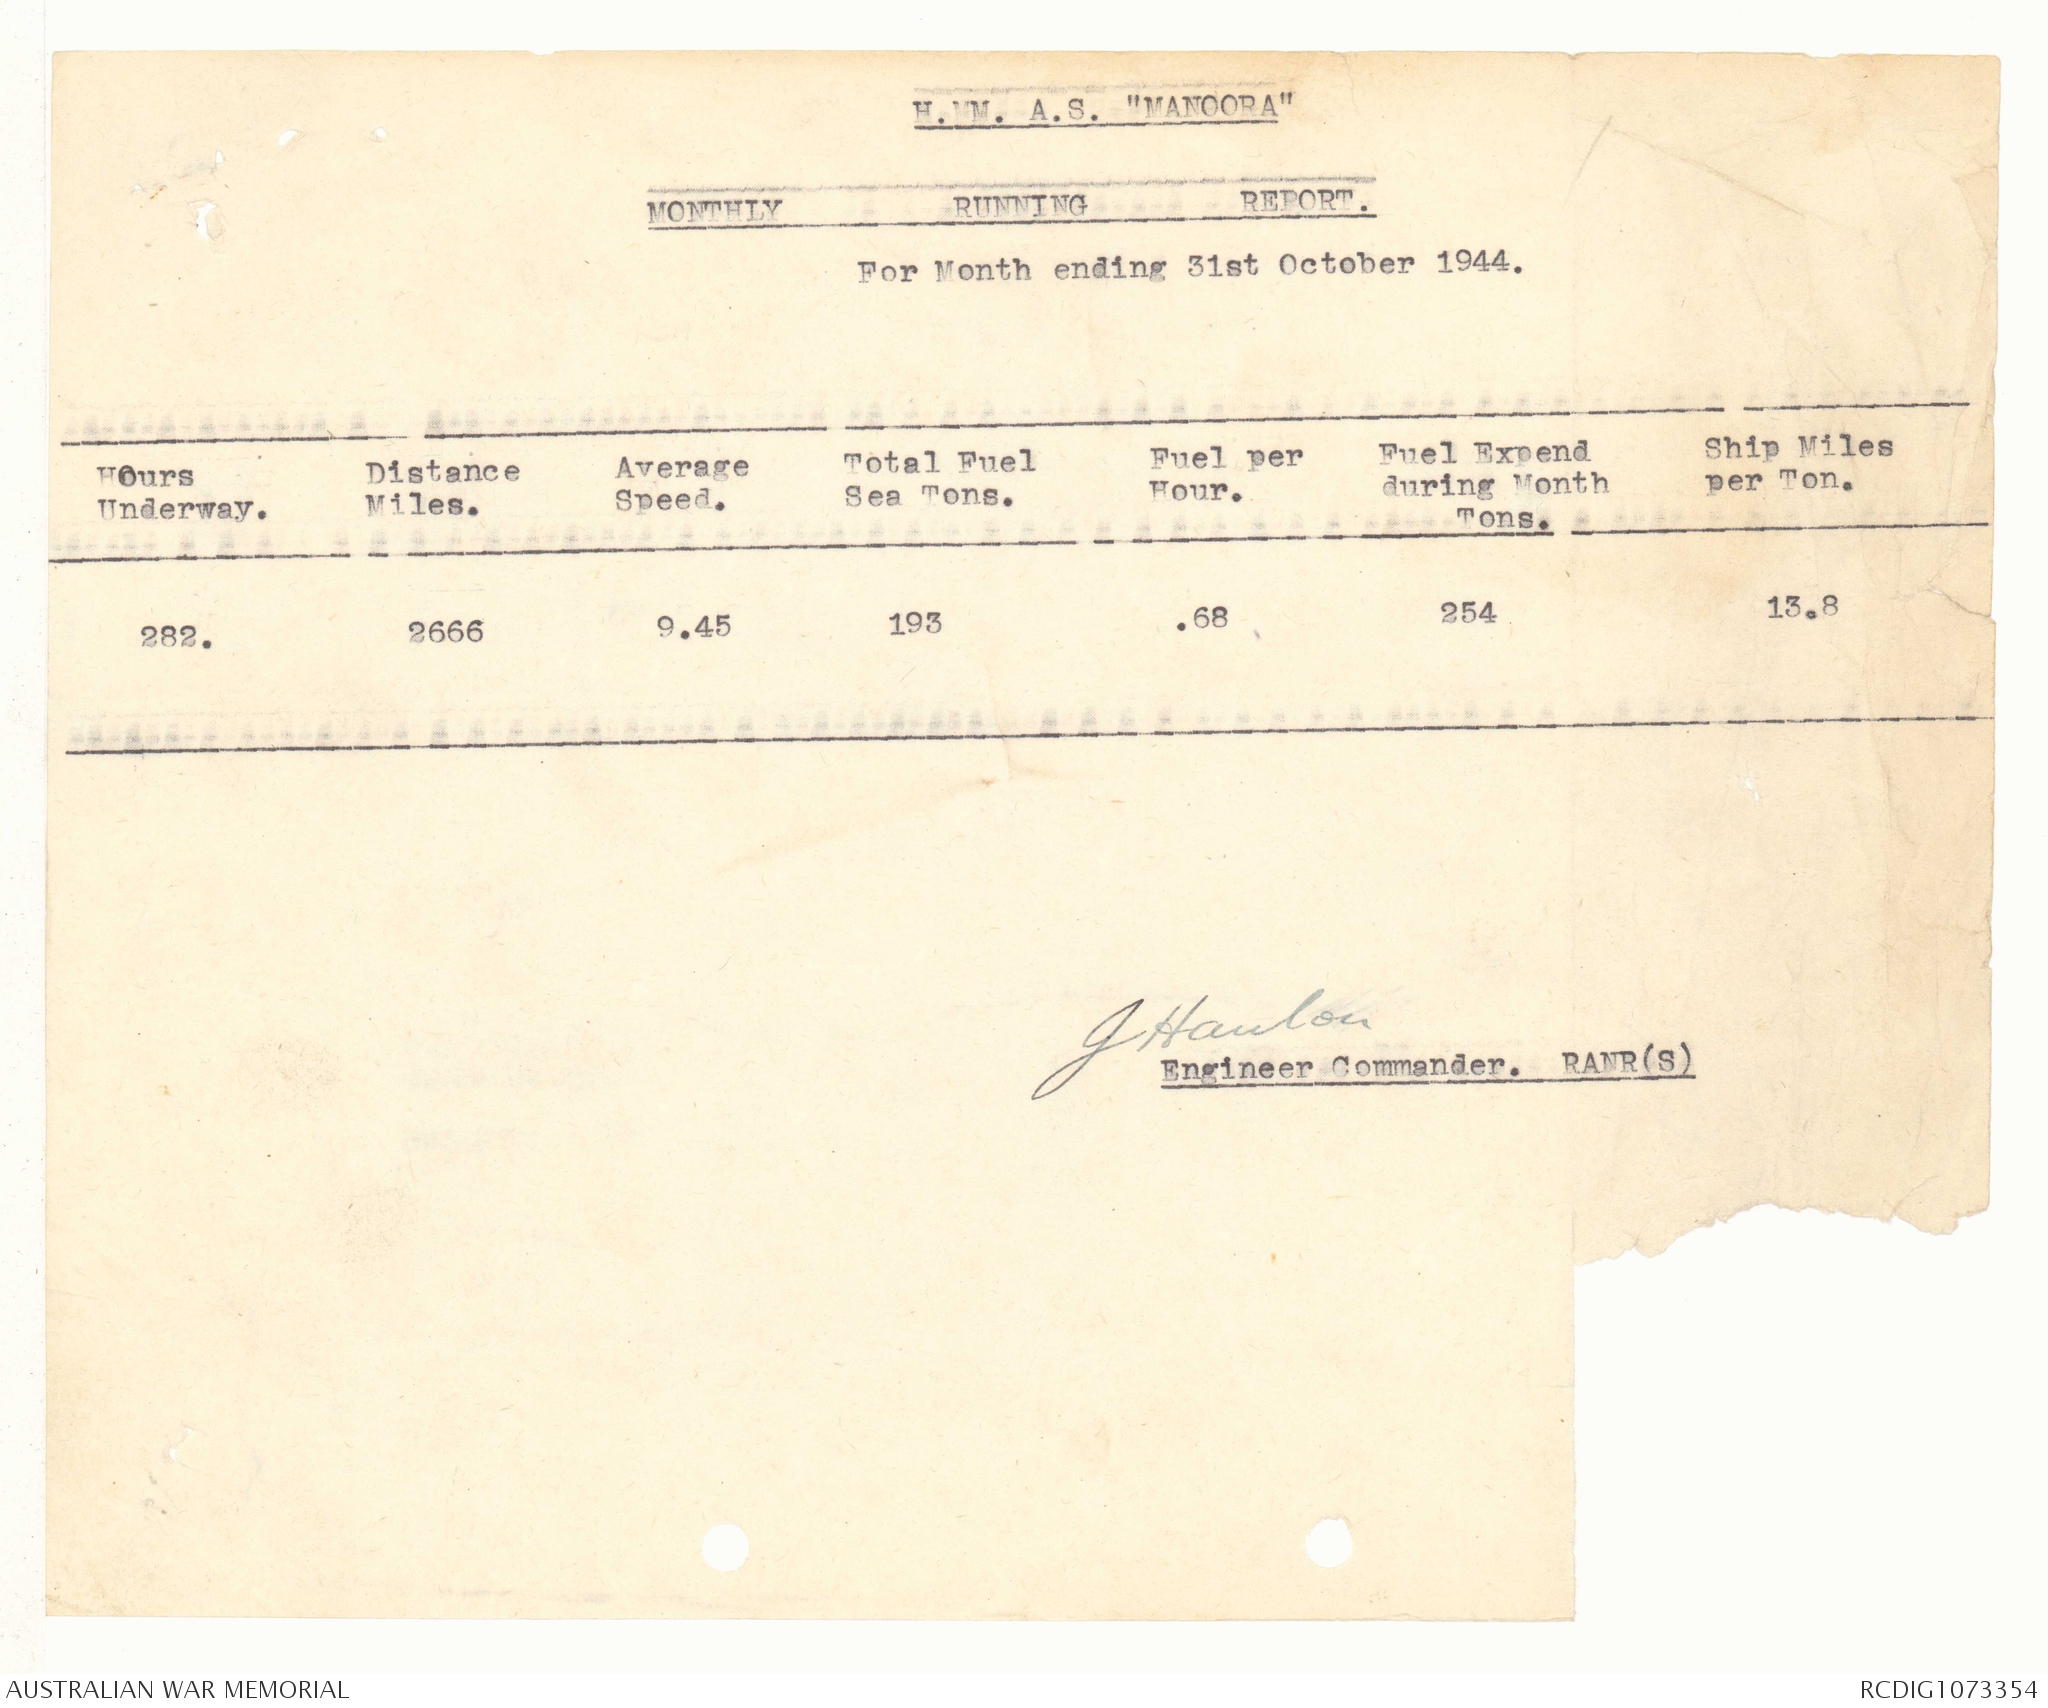 H.MM. A.S. "MANOORA"
MONTHLY RUNNING REPORT.
For Month ending 31st October 1944.
HOurs Distance Average Total Fuel Fuel per Fuel Expend Ship Miles
Underway. Miles. Speed. Sea Tons. Hour. during Month per Ton.
Tons.
282. 2666 9.45 193 .68 254 13.8
J Hanlon
Engineer Commander. RANR(S)
AUSTRALIAN WAR MEMORIAL RCDIG1073354